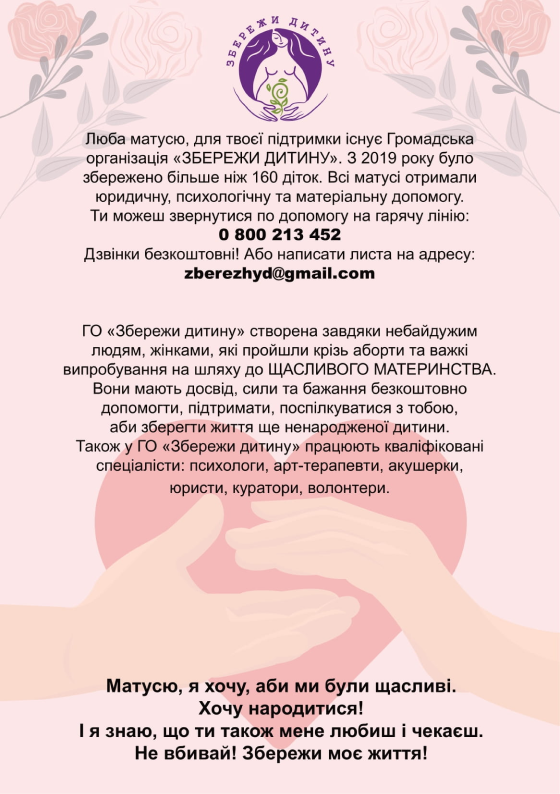 ЗБЕРЕЖИ ДИТИНУ
Люба матусю, для твоєї підтримки існує Громадська
організація «ЗБЕРЕЖИ ДИТИНУ». З 2019 року було
збережено більше ніж 160 діток. Всі матусі отримали
юридичну, психологічну та матеріальну допомогу.
Ти можеш звернутися по допомогу на гарячу лінію:
0 800 213 452
Дзвінки безкоштовні! Або написати листа на адресу:
zberezhyd@gmail.com
ГО «Збережи дитину» створена завдяки небайдужим
людям, жінками, які пройшли крізь аборти та важкі
випробування на шляху до ЩАСЛИВОГО МАТЕРИНСТВА.
Вони мають досвід, сили та бажання безкоштовно
допомогти, підтримати, поспілкуватися з тобою,
аби зберегти життя ще ненародженої дитини.
Також у ГО «Збережи дитину» працюють кваліфіковані
спеціалісти: психологи, арт-терапевти, акушерки,
юристи, куратори, волонтери.
Матусю, я хочу, аби ми були щасливі.
Хочу народитися!
І я знаю, що ти також мене любиш і чекаєш.
Не вбивай! Збережи моє життя!